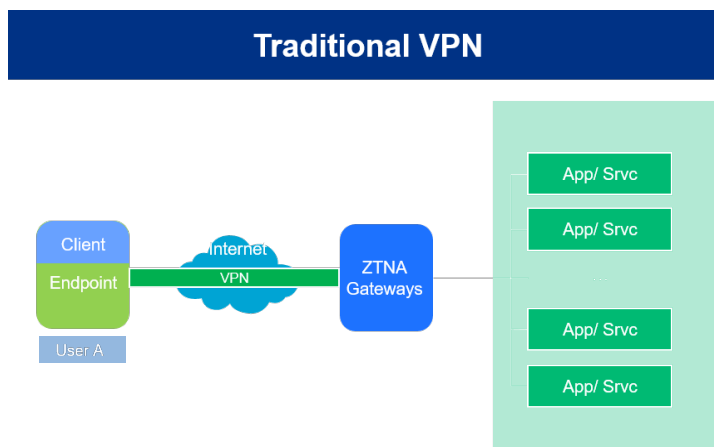 Traditional VPN
App/ Srvc
App/ Srvc
Client
Internet
ZTNA
Endpoint
VPN
Gateways
...
App/ Srvc
User A
App/ Srvc